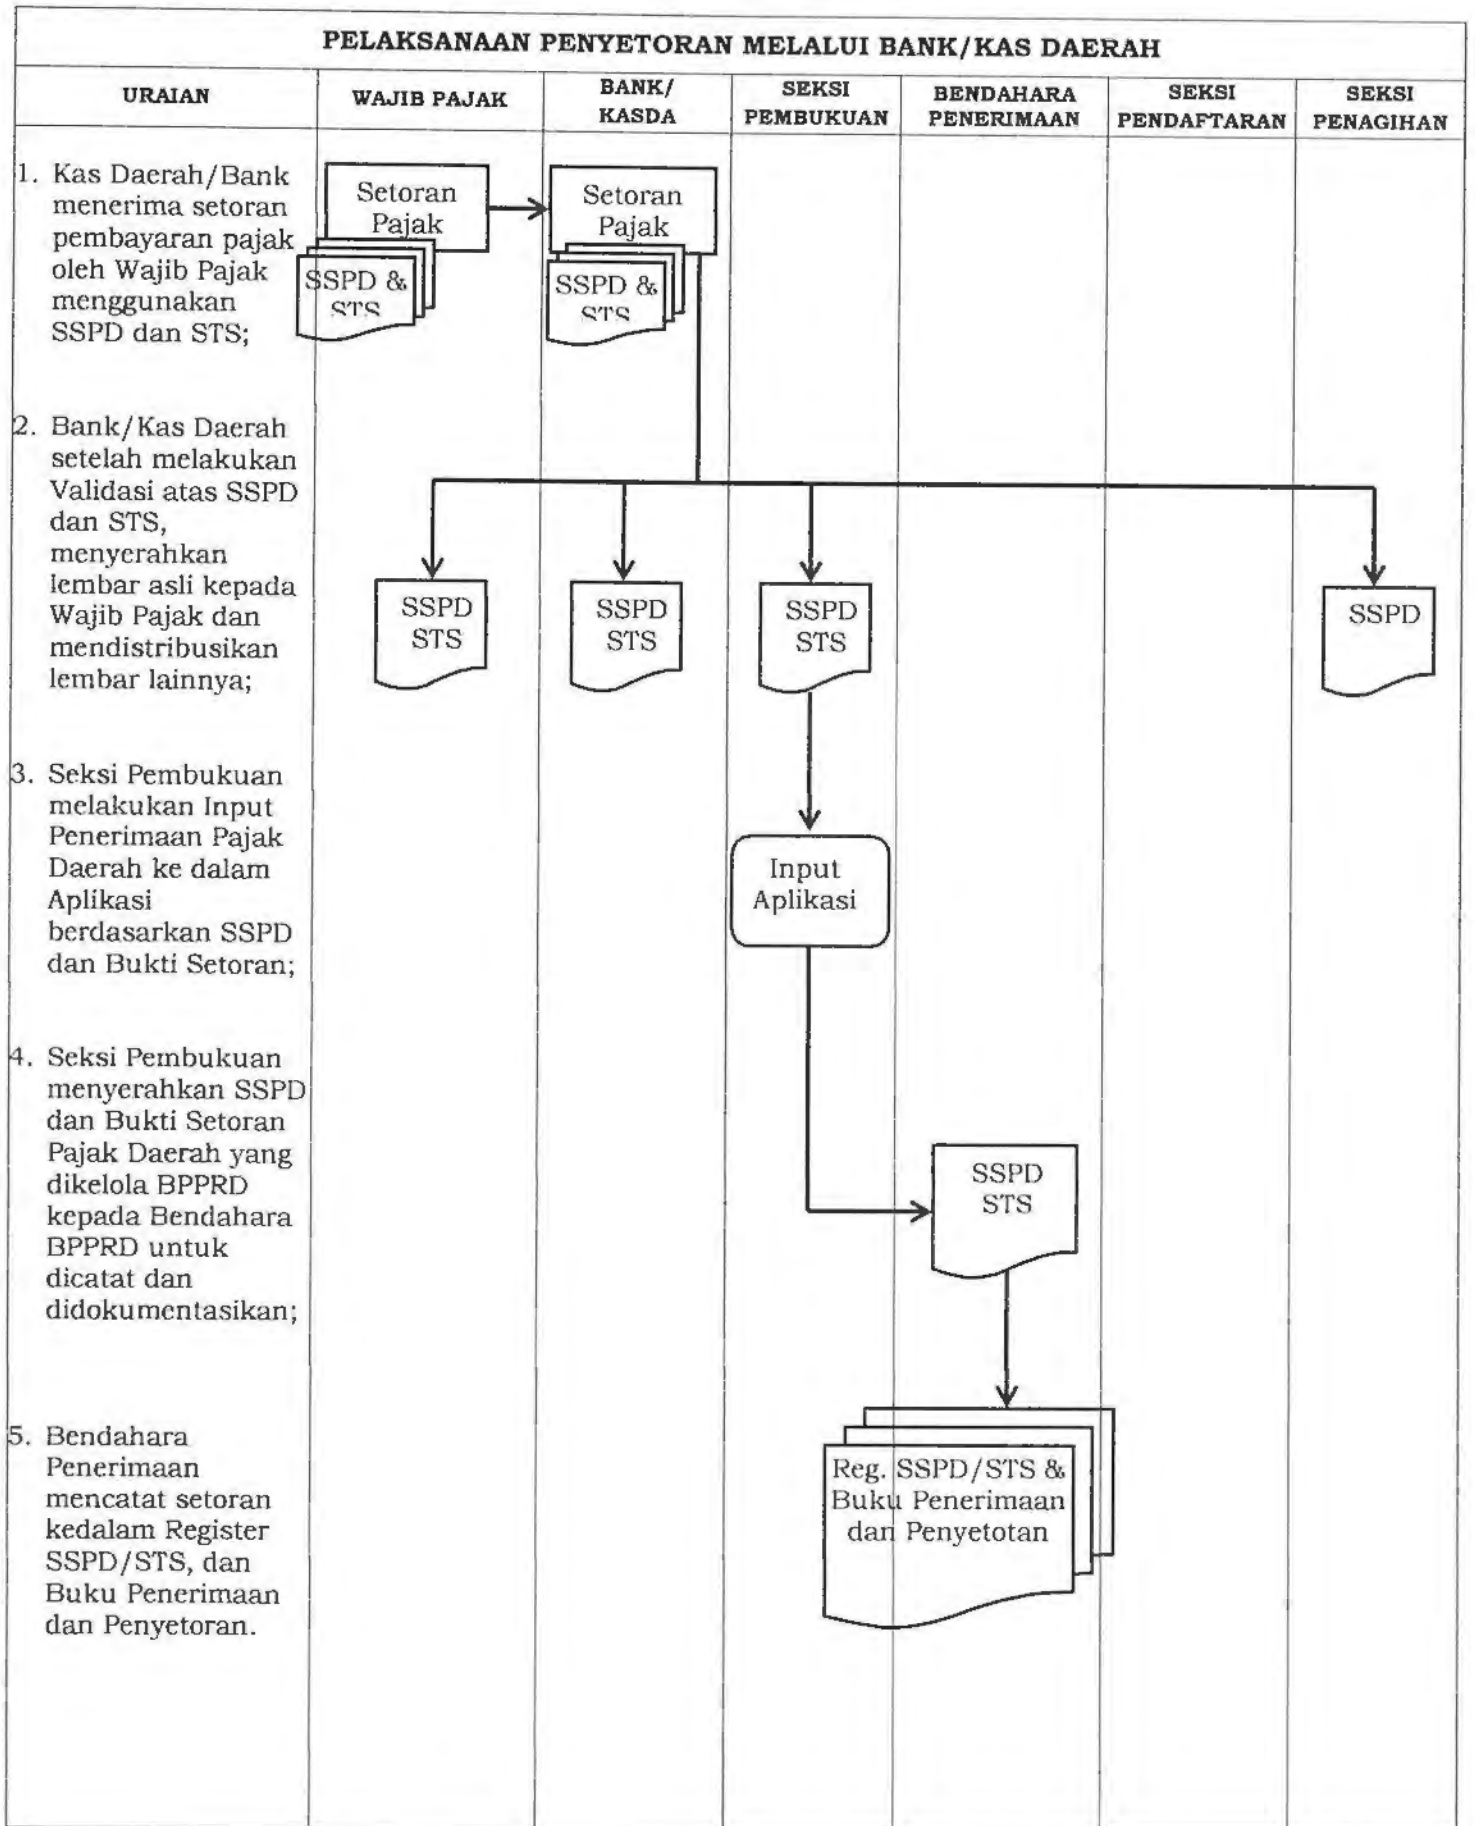 PELAKSANAAN PENYETORAN MELALUI BANK/KAS DAERAH
URAIAN
WAJIB PAJAK
BANK/
KASDA
SEKSI
PEMBUKUAN
BENDAHARA
PENERIMAAN
SEKSI
PENDAFTARAN
SEKSI
PENAGIHAN
1. Kas Daerah/Bank
menerima setoran
pembayaran pajak
oleh Wajib Pajak
menggunakan
SSPD dan STS;
Setoran
Pajak
SSPD &
STS
Setoran
Pajak
SSPD &
STS
2. Bank/Kas Daerah
setelah melakukan
Validasi atas SSPD
dan STS,
menyerahkan
lembar asli kepada
Wajib Pajak dan
mendistribusikan
lembar lainnya;
SSPD
STS
SSPD
STS
SSPD
STS
SSPD
3. Seksi Pembukuan
melakukan Input
Penerimaan Pajak
Daerah ke dalam
Aplikasi
berdasarkan SSPD
dan Bukti Setoran;
Input
Aplikasi
4. Seksi Pembukuan
menyerahkan SSPD
dan Bukti Setoran
Pajak Daerah yang
dikelola BPPRD
kepada Bendahara
BPPRD untuk
dicatat dan
didokumentasikan;
SSPD
STS
5. Bendahara
Penerimaan
mencatat setoran
kedalam Register
SSPD/STS, dan
Buku Penerimaan
dan Penyetoran.
Reg. SSPD/STS &
Buku Penerimaan
dan Penyetotan